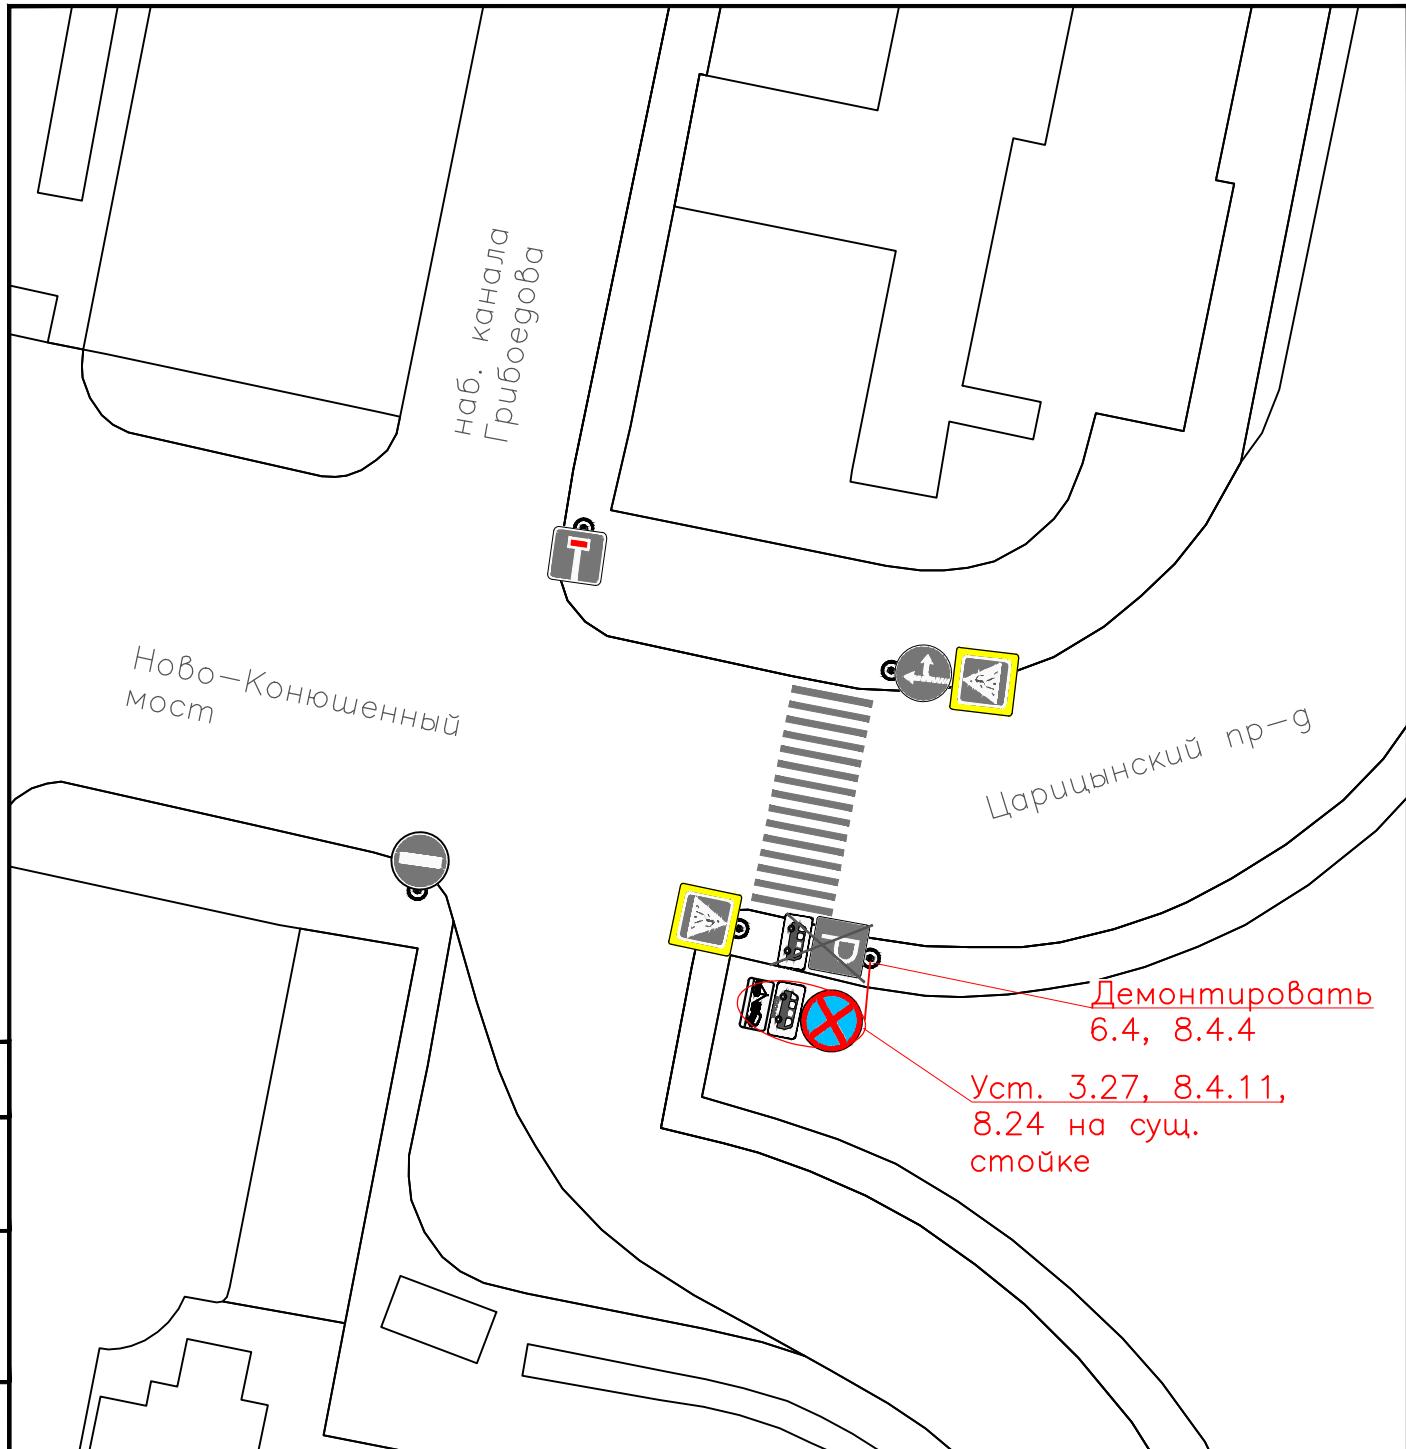 наб. канала
Грибоедова
Ново-Конюшенный
мост
Царицынский пр-д
P
Демонтировать
6.4, 8.4.4
Уст. 3.27, 8.4.11,
8.24 на сущ.
стойке